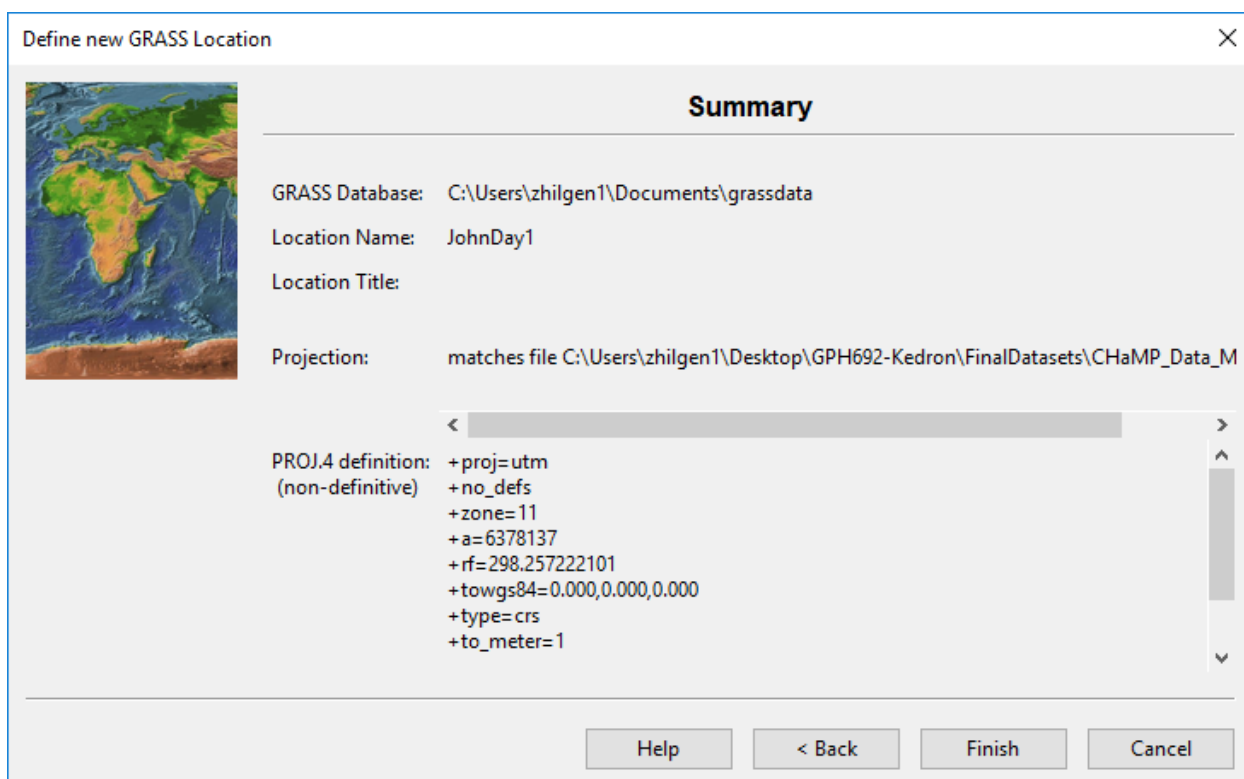 Define new GRASS Location
Summary
GRASS Database: C:\Users\zhilgen1\Documents\grassdata
Location Name: JohnDay1
Location Title:
Projection: matches file C:\Users\zhilgen1\Desktop\GPH692-Kedron\FinalDatasets\CHaMP_Data_M
PROJ.4 definition: +proj=utm
(non-definitive) +no_defs
+zone=11
+a=6378137
+rf=298.257222101
+towgs84=0.000,0.000,0.000
+type=crs
+to_meter=1
Help < Back Finish Cancel